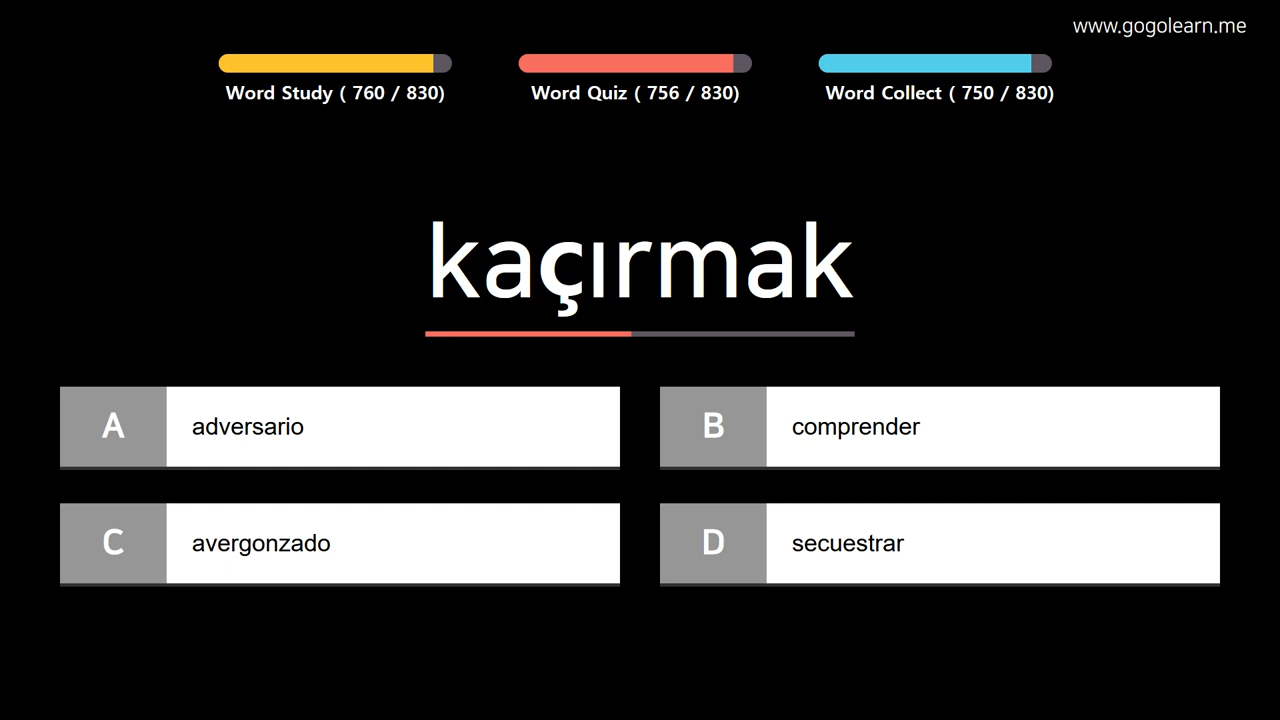 www.gogolearn.me
Word Study ( 760 / 830)
Word Quiz ( 756 / 830)
Word Collect ( 750 / 830)
kaçırmak
A
adversario
B
comprender
C
avergonzado
D
secuestrar